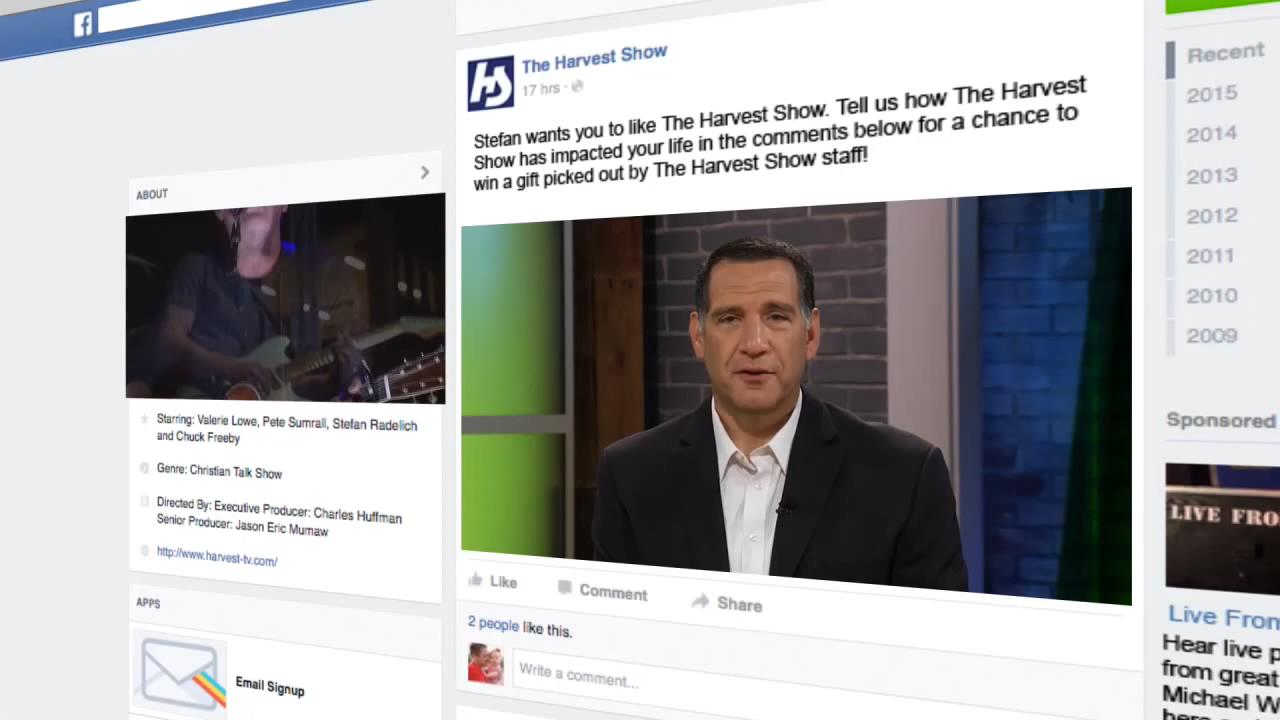 The Harvest Show
17 hrs ·
Stefan wants you to like The Harvest Show. Tell us how The Harvest
Show has impacted your life in the comments below for a chance to
win a gift picked out by The Harvest Show staff!
Like
Comment
Share
2 people like this.
Write a comment...
ABOUT
Starring: Valerie Lowe, Pete Sumrall, Stefan Radelich
and Chuck Freeby
Genre: Christian Talk Show
Directed By: Executive Producer: Charles Huffman
Senior Producer: Jason Eric Murnaw
http://www.harvest-tv.com/
APPS
Email Signup
Recent
2015
2014
2013
2012
2011
2010
2009
Sponsored
LIVE FRO
Live From
Hear live p
from great
Michael W